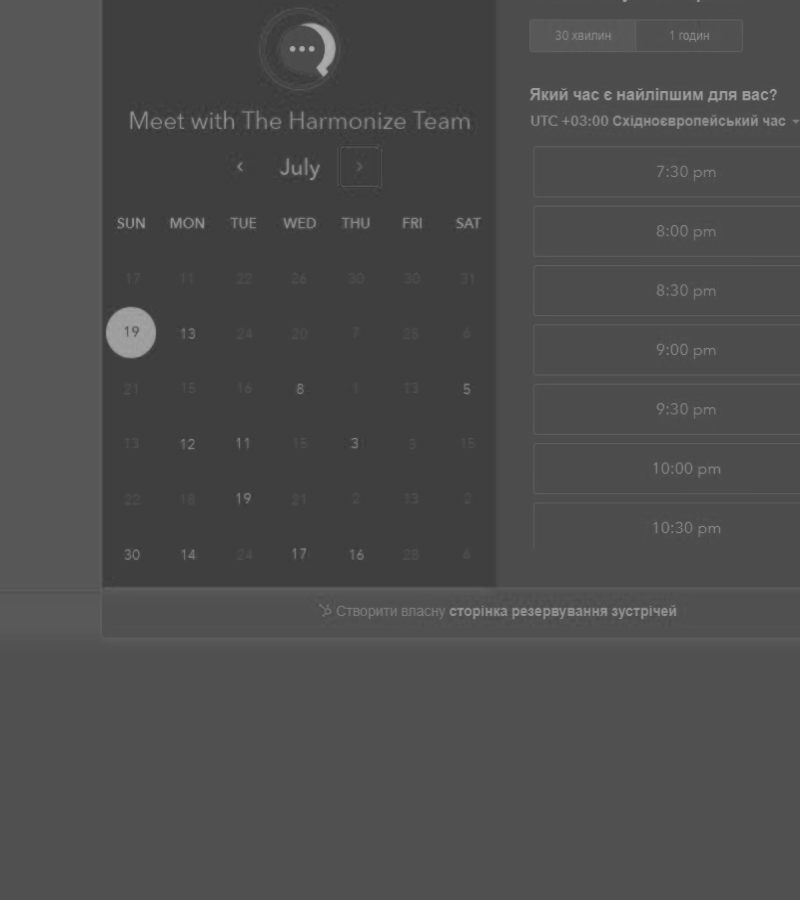 Meet with The Harmonize Team
July
SUN MON TUE WED THU FRI SAT
17 11 22 26 30 30 31
19 13 24 20 7 25 6
21 15 16 8 1 23 5
13 12 11 15 3 9 15
22 18 19 21 2 13 2
30 14 24 17 16 28 6
30 хвилин 1 годин
Який час є найліпшим для вас?
UTC +03:00 Східноєвропейський час
7:30 pm
8:00 pm
8:30 pm
9:00 pm
9:30 pm
10:00 pm
10:30 pm
Створити власну сторінка резервування зустрічей